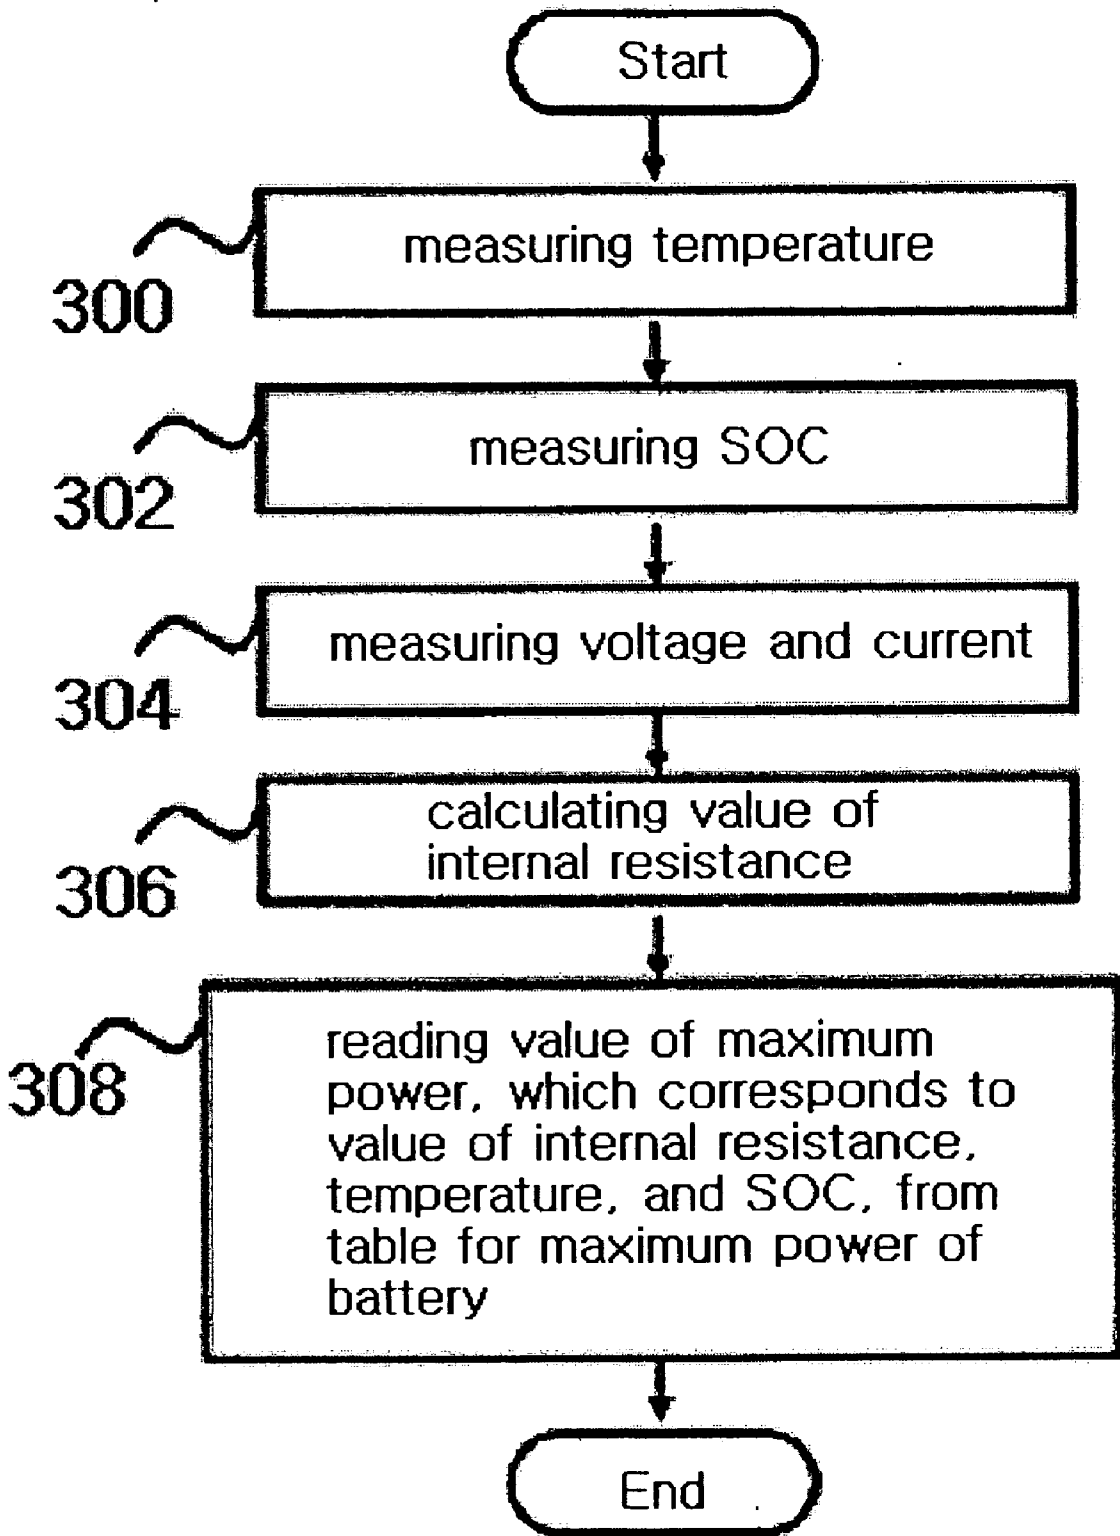 Start
measuring temperature
300
measuring SOC
302
measuring voltage and current
304
calculating value of
internal resistance
306
reading value of maximum
power, which corresponds to
value of internal resistance,
temperature, and SOC, from
table for maximum power of
battery
308
End